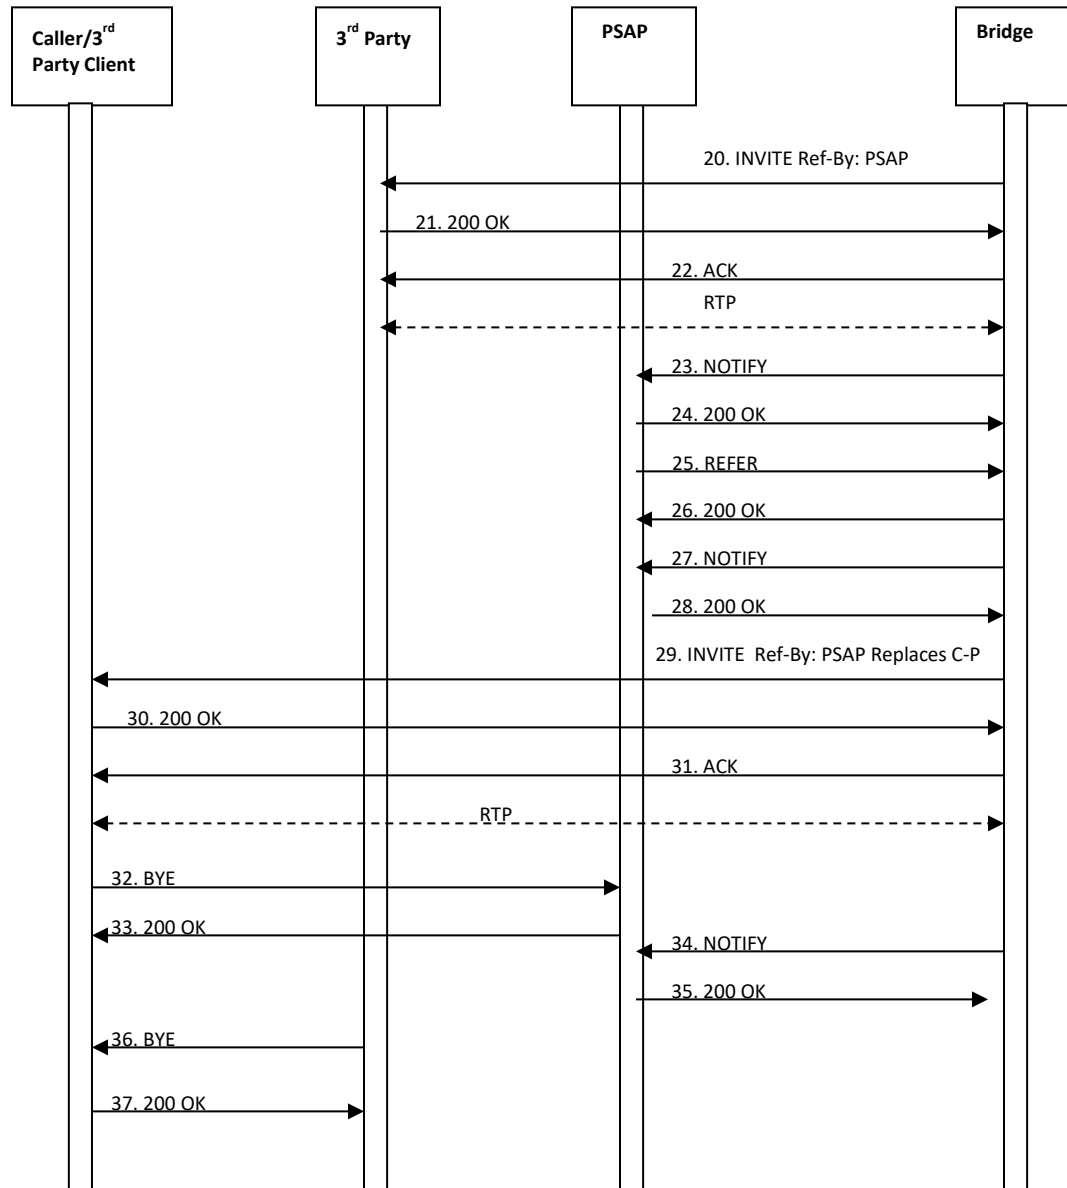 Caller/3rd
Party Client
3rd Party
PSAP
Bridge
20. INVITE Ref-By: PSAP
21. 200 OK
22. ACK
RTP
23. NOTIFY
24. 200 OK
25. REFER
26. 200 OK
27. NOTIFY
28. 200 OK
29. INVITE  Ref-By: PSAP Replaces C-P
30. 200 OK
31. ACK
RTP
32. BYE
33. 200 OK
34. NOTIFY
35. 200 OK
36. BYE
37. 200 OK